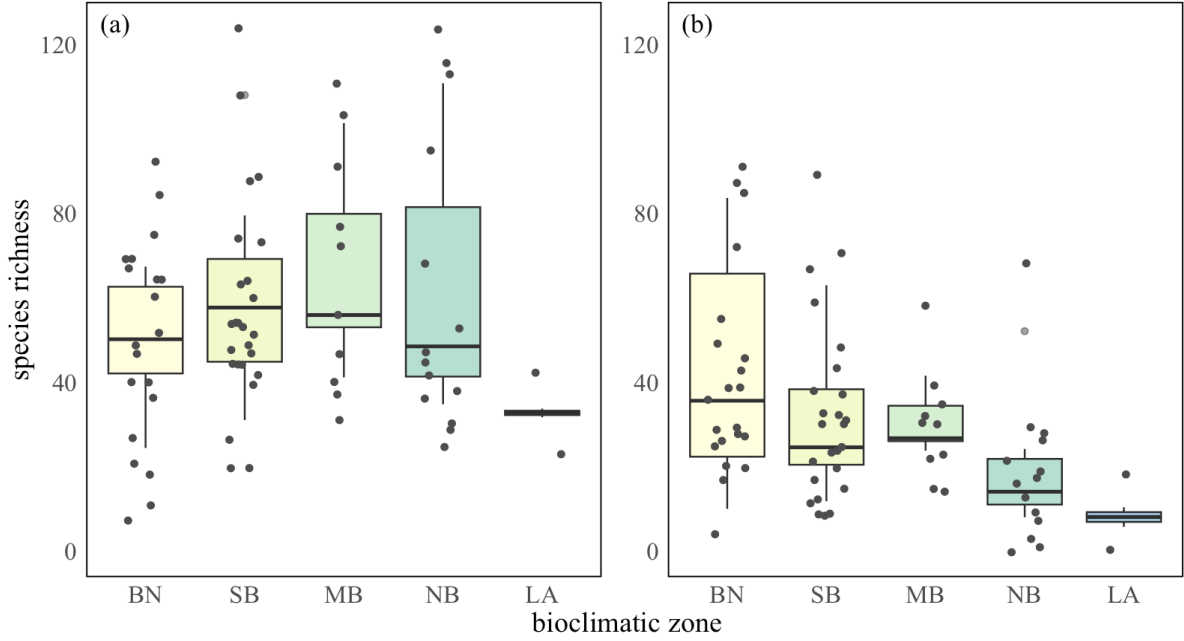 (a)
(b)
species richness
120
80
40
0
120
80
40
0
BN SB MB NB LA
BN SB MB NB LA
bioclimatic zone